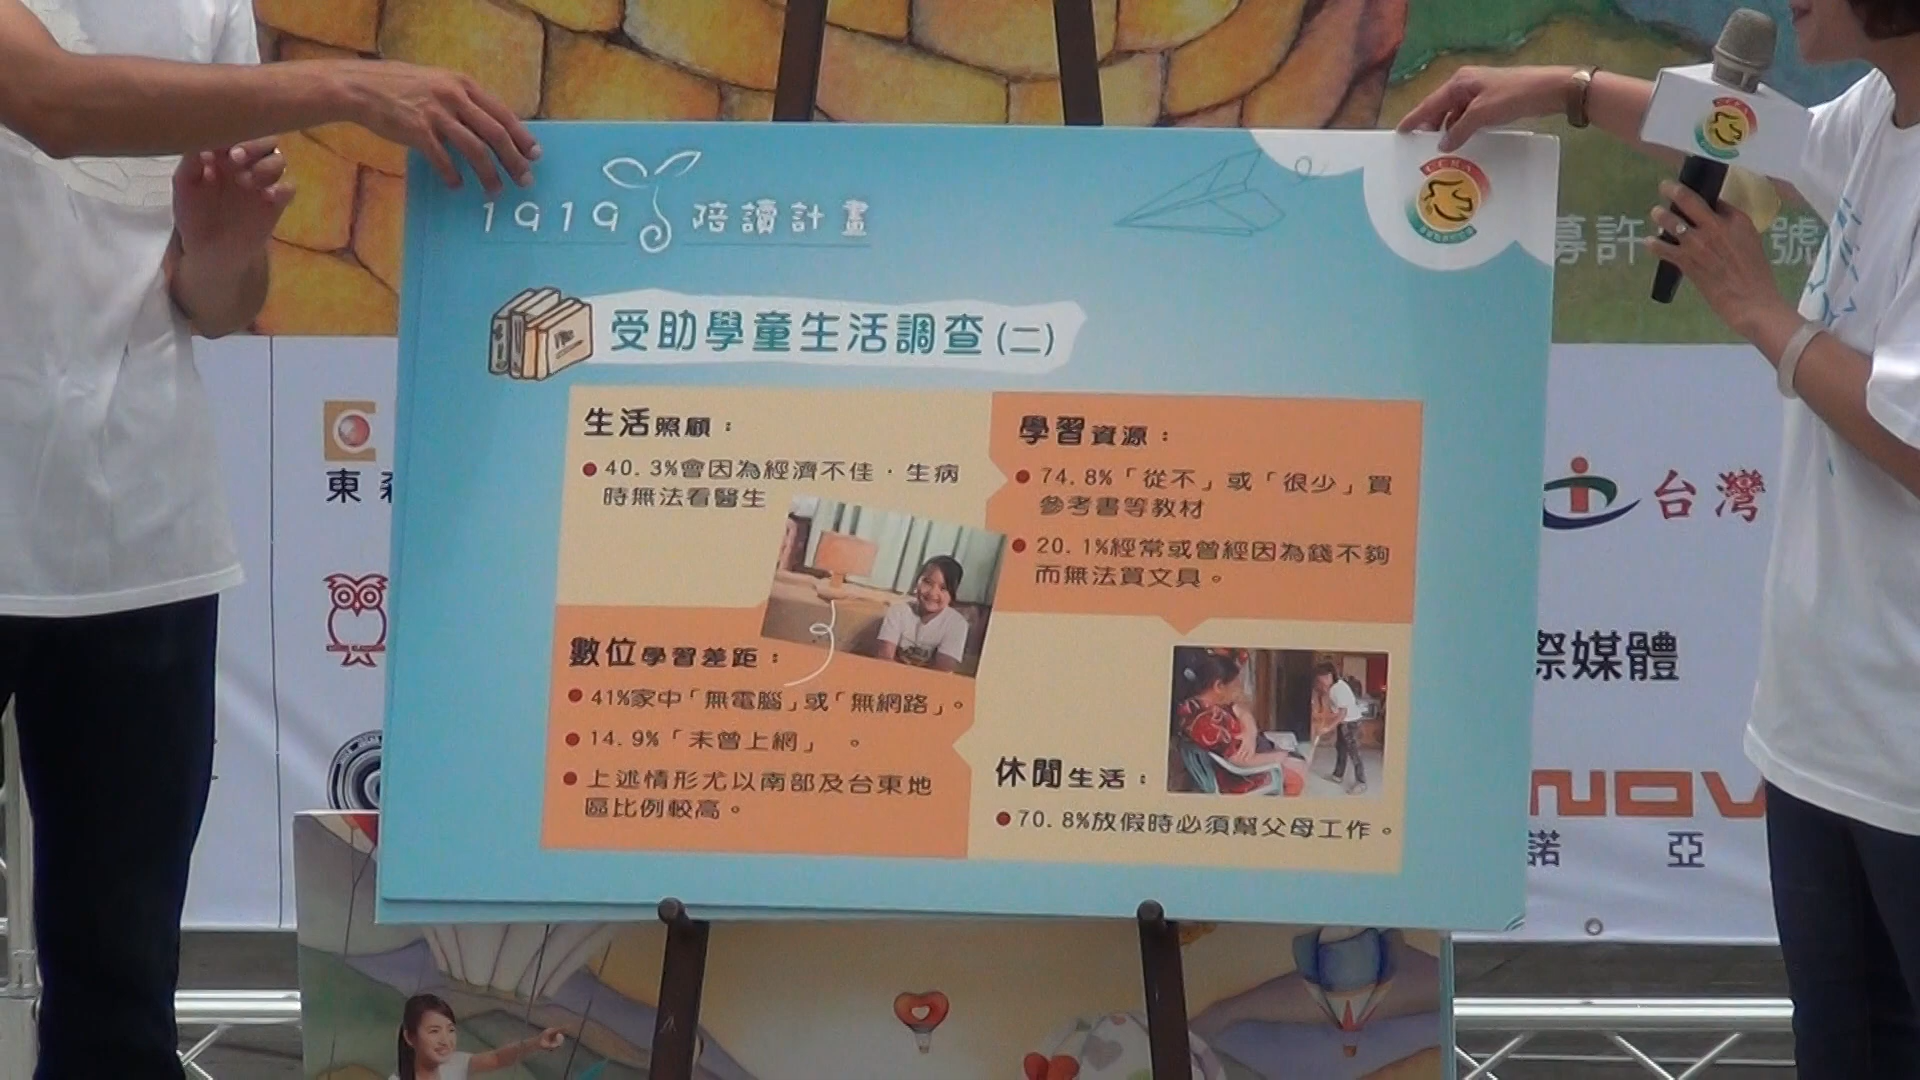 1919 陪讀計畫
受助學童生活調查(二)
生活照顧：
40.3%會因為經濟不佳．生病
時無法看醫生
學習資源：
74.8%「從不」或「很少」買
參考書等教材
20.1%經常或曾經因為錢不夠
而無法買文具。
數位學習差距：
41%家中「無電腦」或「無網路」。
14.9%「未曾上網」 。
上述情形尤以南部及台東地
區比例較高。
休閒生活：
70.8%放假時必須幫父母工作。
CCRA
募許
號
東森
台灣
際媒體
NOV
諾 亞